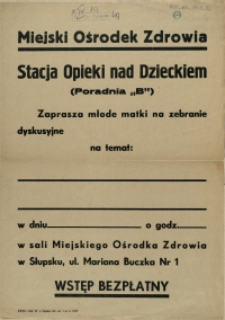 Miejski Ośrodek Zdrowia
Stacja Opieki nad Dzieckiem
(Poradnia „B")
Zaprasza młode matki na zebranie
dyskusyjne
na temat:
w dniu o godz.
w sali Miejskiego Ośrodka Zdrowia
w Słupsku, ul. Mariana Buczka Nr 1
WSTĘP BEZPŁATNY